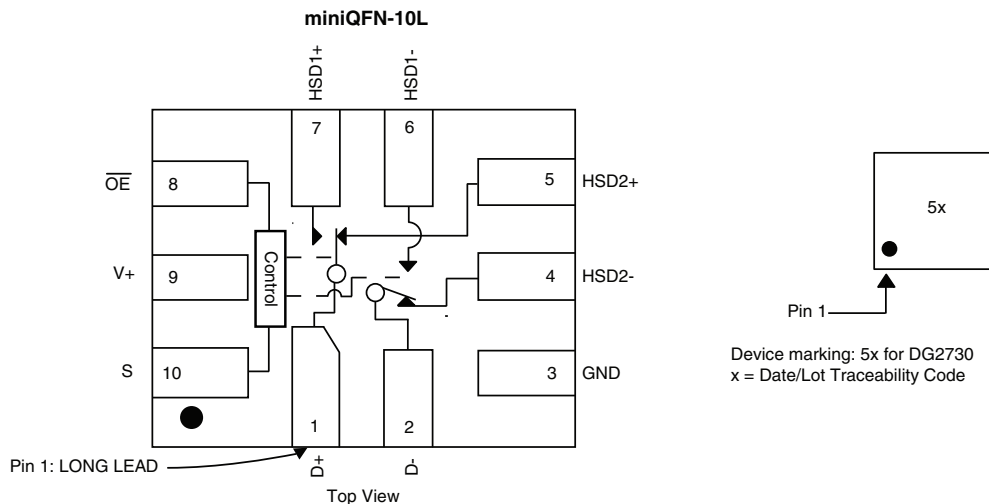 miniQFN-10L
HSD1+
HSD1-
7
6
OE
8
5
HSD2+
5x
V+
9
Control
4
HSD2-
Pin 1
S
10
3
GND
Device marking: 5x for DG2730
x = Date/Lot Traceability Code
1
2
Pin 1: LONG LEAD
D+
D-
Top View